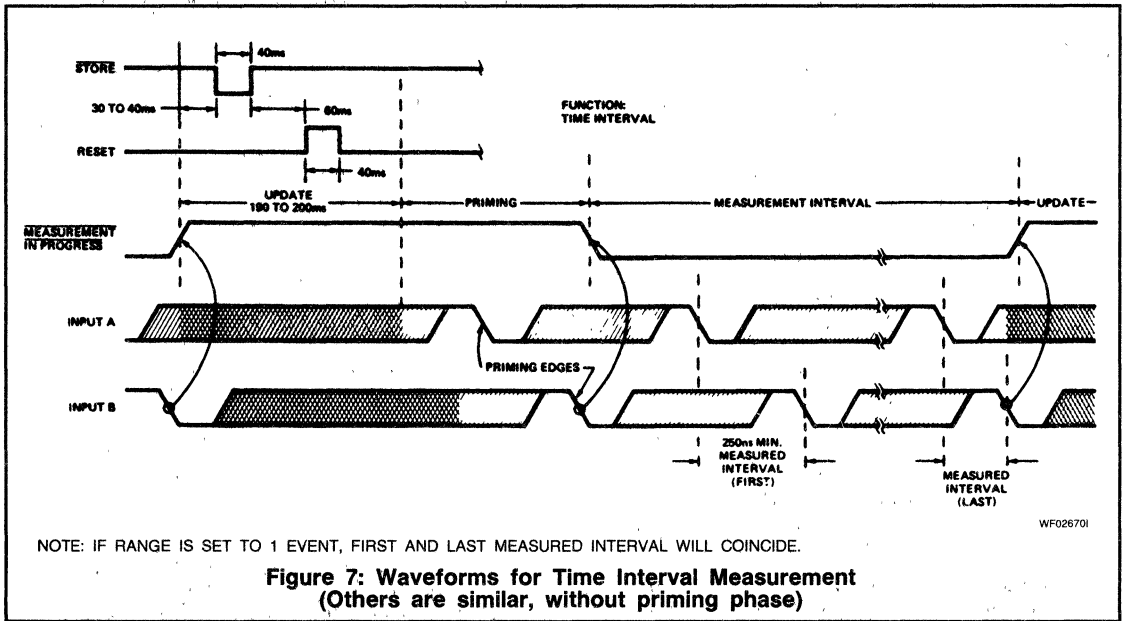 40ms
STORE
30 TO 40ms
60ms
FUNCTION:
TIME INTERVAL
RESET
40ms
UPDATE
190 TO 200ms
PRIMING
MEASUREMENT INTERVAL
UPDATE
MEASUREMENT
IN PROGRESS
INPUT A
PRIMING EDGES
INPUT B
250ns MIN.
MEASURED
INTERVAL
(FIRST)
MEASURED
INTERVAL
(LAST)
WF02670I
NOTE: IF RANGE IS SET TO 1 EVENT, FIRST AND LAST MEASURED INTERVAL WILL COINCIDE.
Figure 7: Waveforms for Time Interval Measurement
(Others are similar, without priming phase)